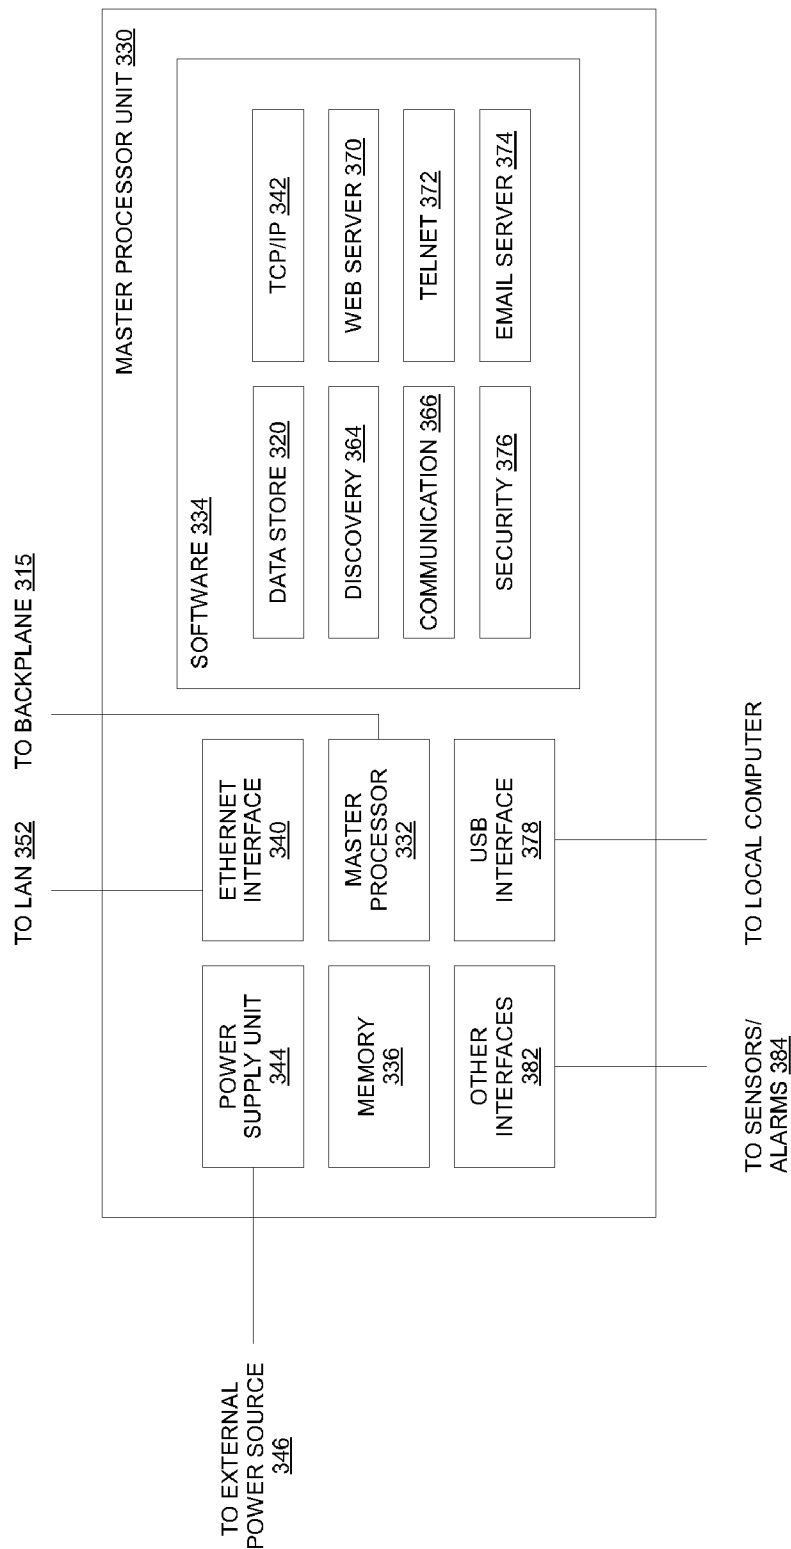 TO LAN 352
TO BACKPLANE 315
MASTER PROCESSOR UNIT 330
TO EXTERNAL
POWER SOURCE
346
POWER
SUPPLY UNIT
344
ETHERNET
INTERFACE
340
MEMORY
336
MASTER
PROCESSOR
332
OTHER
INTERFACES
382
USB
INTERFACE
378
SOFTWARE 334
DATA STORE 320
TCP/IP 342
DISCOVERY 364
WEB SERVER 370
COMMUNICATION 366
TELNET 372
SECURITY 376
EMAIL SERVER 374
TO SENSORS/
ALARMS 384
TO LOCAL COMPUTER